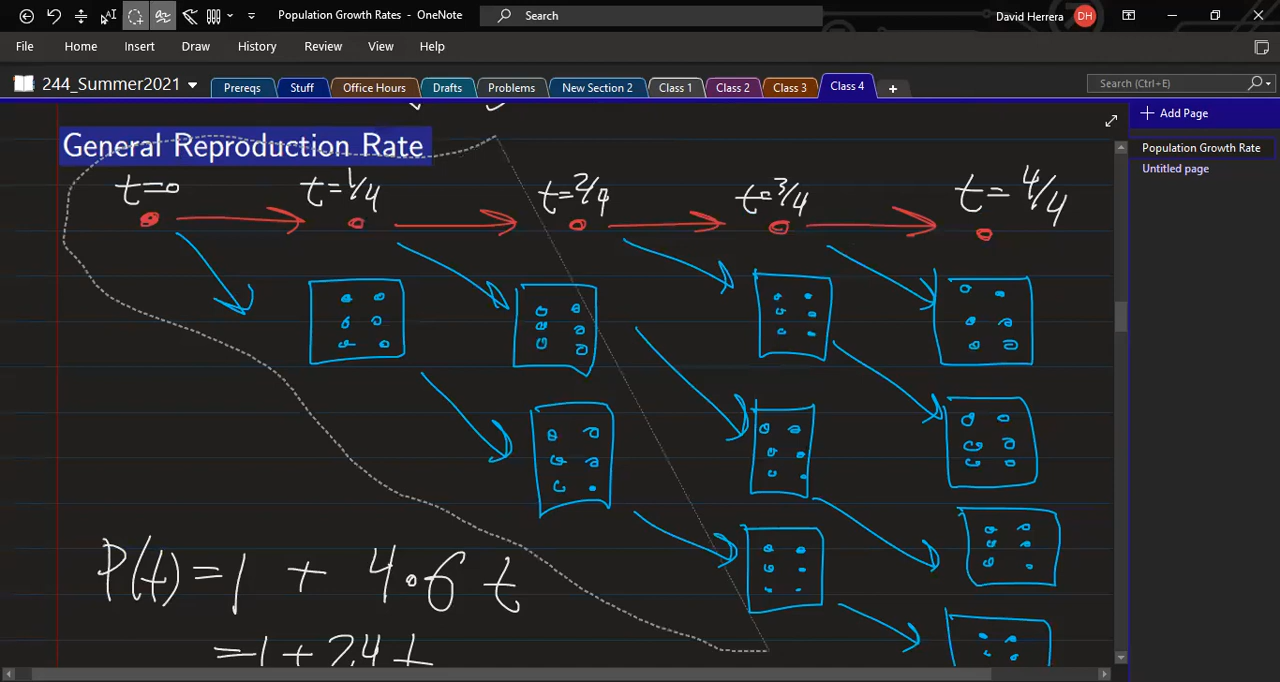 Population Growth Rates - OneNote
Search
David Herrera DH
File Home Insert Draw History Review View Help
244_Summer2021 Prereqs Stuff Office Hours Drafts Problems New Section 2 Class 1 Class 2 Class 3 Class 4 + Search (Ctrl+E)
Add Page
Population Growth Rate
Untitled page
General Reproduction Rate
t=0 t=1/4 t=2/4 t=3/4 t=4/4
P(t)=1 + 4·6 t
=1+24t